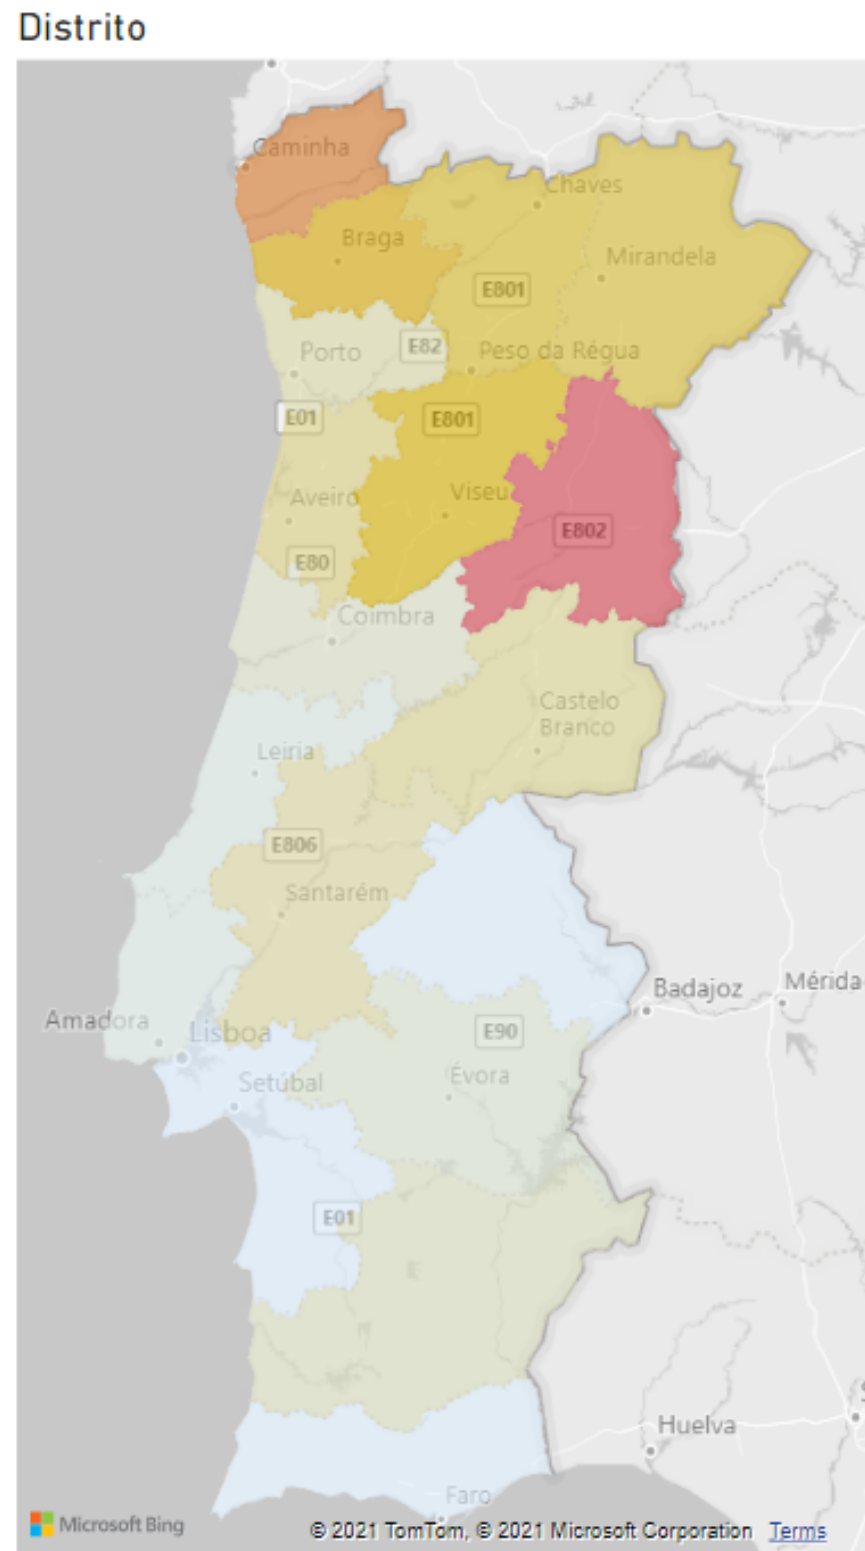 Distrito
Caminha
Chaves
Braga
Mirandela
E801
Porto
E82
Peso da Régua
E01
E801
Aveiro
Viseu
E802
E80
Coimbra
Castelo
Branco
Leiria
E806
Santarém
Badajoz
Mérida
Amadora
Lisboa
E90
Setúbal
Évora
E01
Huelva
Faro
Microsoft Bing
© 2021 TomTom, © 2021 Microsoft Corporation Terms